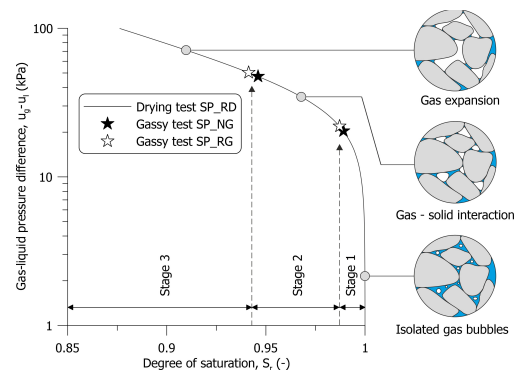 100
10
1
Gas-liquid pressure difference, ug-ul (kPa)
Drying test SP_RD
Gassy test SP_NG
Gassy test SP_RG
Stage 3
Stage 2
Stage 1
0.85
0.9
0.95
1
Degree of saturation, Sr (-)
Gas expansion
Gas - solid interaction
Isolated gas bubbles